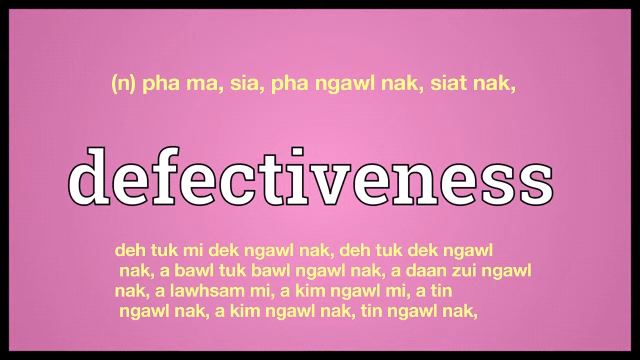 (n) pha ma, sia, pha ngawl nak, siat nak,
defectiveness
deh tuk mi dek ngawl nak, deh tuk dek ngawl
nak, a bawl tuk bawl ngawl nak, a daan zui ngawl
nak, a lawhsam mi, a kim ngawl mi, a tin
ngawl nak, a kim ngawl nak, tin ngawl nak,